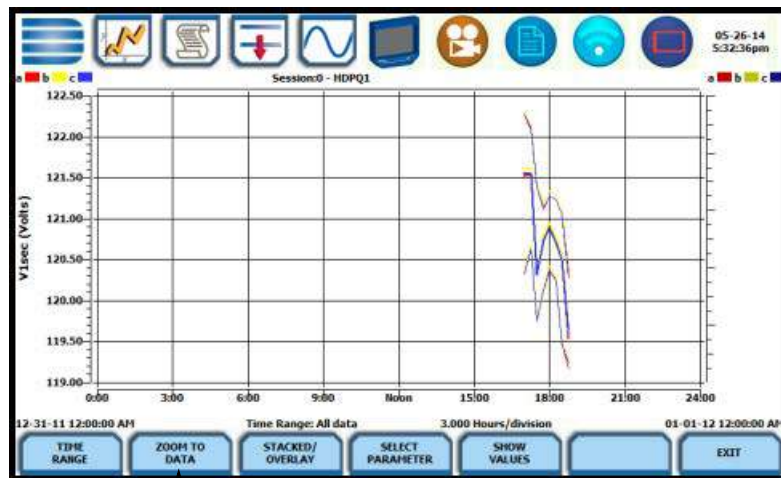 05-26-14
5:32:36pm
a b c
Session:0 - HDPQ1
a b c
122.50
122.00
121.50
121.00
120.50
120.00
119.50
119.00
V1sec (Volts)
0:00 3:00 6:00 9:00 Noon 15:00 18:00 21:00 24:00
12-31-11 12:00:00 AM Time Range: All data 3.000 Hours/division 01-01-12 12:00:00 AM
TIME RANGE
ZOOM TO DATA
STACKED/ OVERLAY
SELECT PARAMETER
SHOW VALUES
EXIT